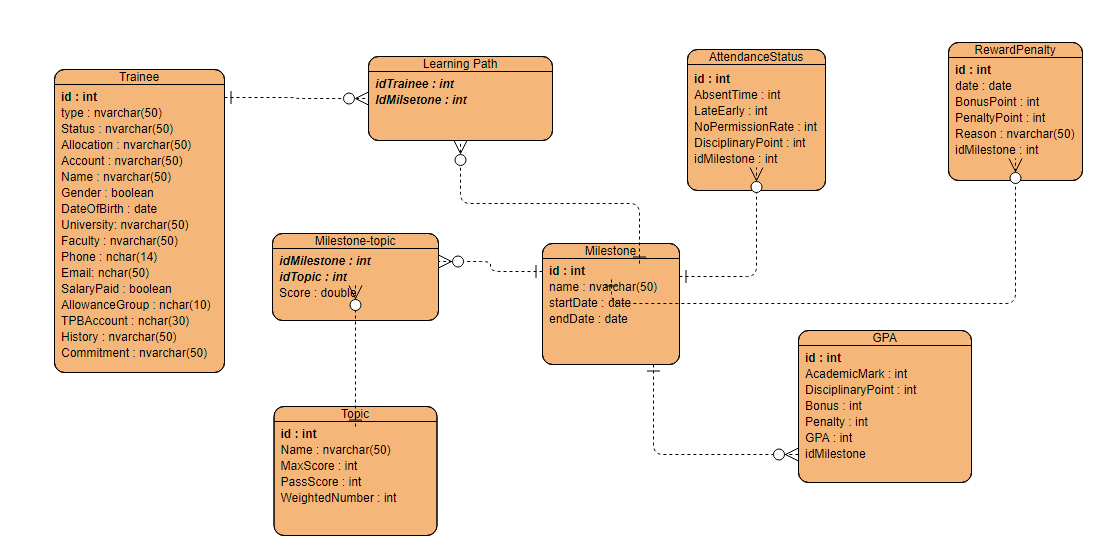 Trainee
id : int
type : nvarchar(50)
Status : nvarchar(50)
Allocation : nvarchar(50)
Account : nvarchar(50)
Name : nvarchar(50)
Gender : boolean
DateOfBirth : date
University: nvarchar(50)
Faculty : nvarchar(50)
Phone : nchar(14)
Email: nchar(50)
SalaryPaid : boolean
AllowanceGroup : nchar(10)
TPBAccount : nchar(30)
History : nvarchar(50)
Commitment : nvarchar(50)
Learning Path
idTrainee : int
IdMilsetone : int
AttendanceStatus
id : int
AbsentTime : int
LateEarly : int
NoPermissionRate : int
DisciplinaryPoint : int
idMilestone : int
RewardPenalty
id : int
date : date
BonusPoint : int
PenaltyPoint : int
Reason : nvarchar(50)
idMilestone : int
Milestone-topic
idMilestone : int
idTopic : int
Score : double
Milestone
id : int
name : nvarchar(50)
startDate : date
endDate : date
GPA
id : int
AcademicMark : int
DisciplinaryPoint : int
Bonus : int
Penalty : int
GPA : int
idMilestone
Topic
id : int
Name : nvarchar(50)
MaxScore : int
PassScore : int
WeightedNumber : int